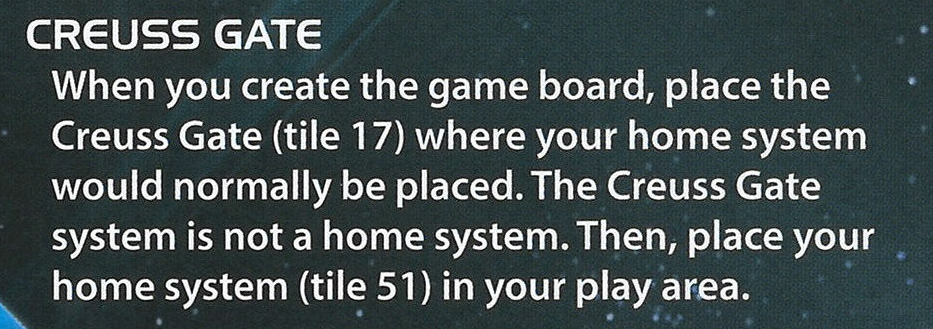 CREUSS GATE
When you create the game board, place the
Creuss Gate (tile 17) where your home system
would normally be placed. The Creuss Gate
system is not a home system. Then, place your
home system (tile 51) in your play area.